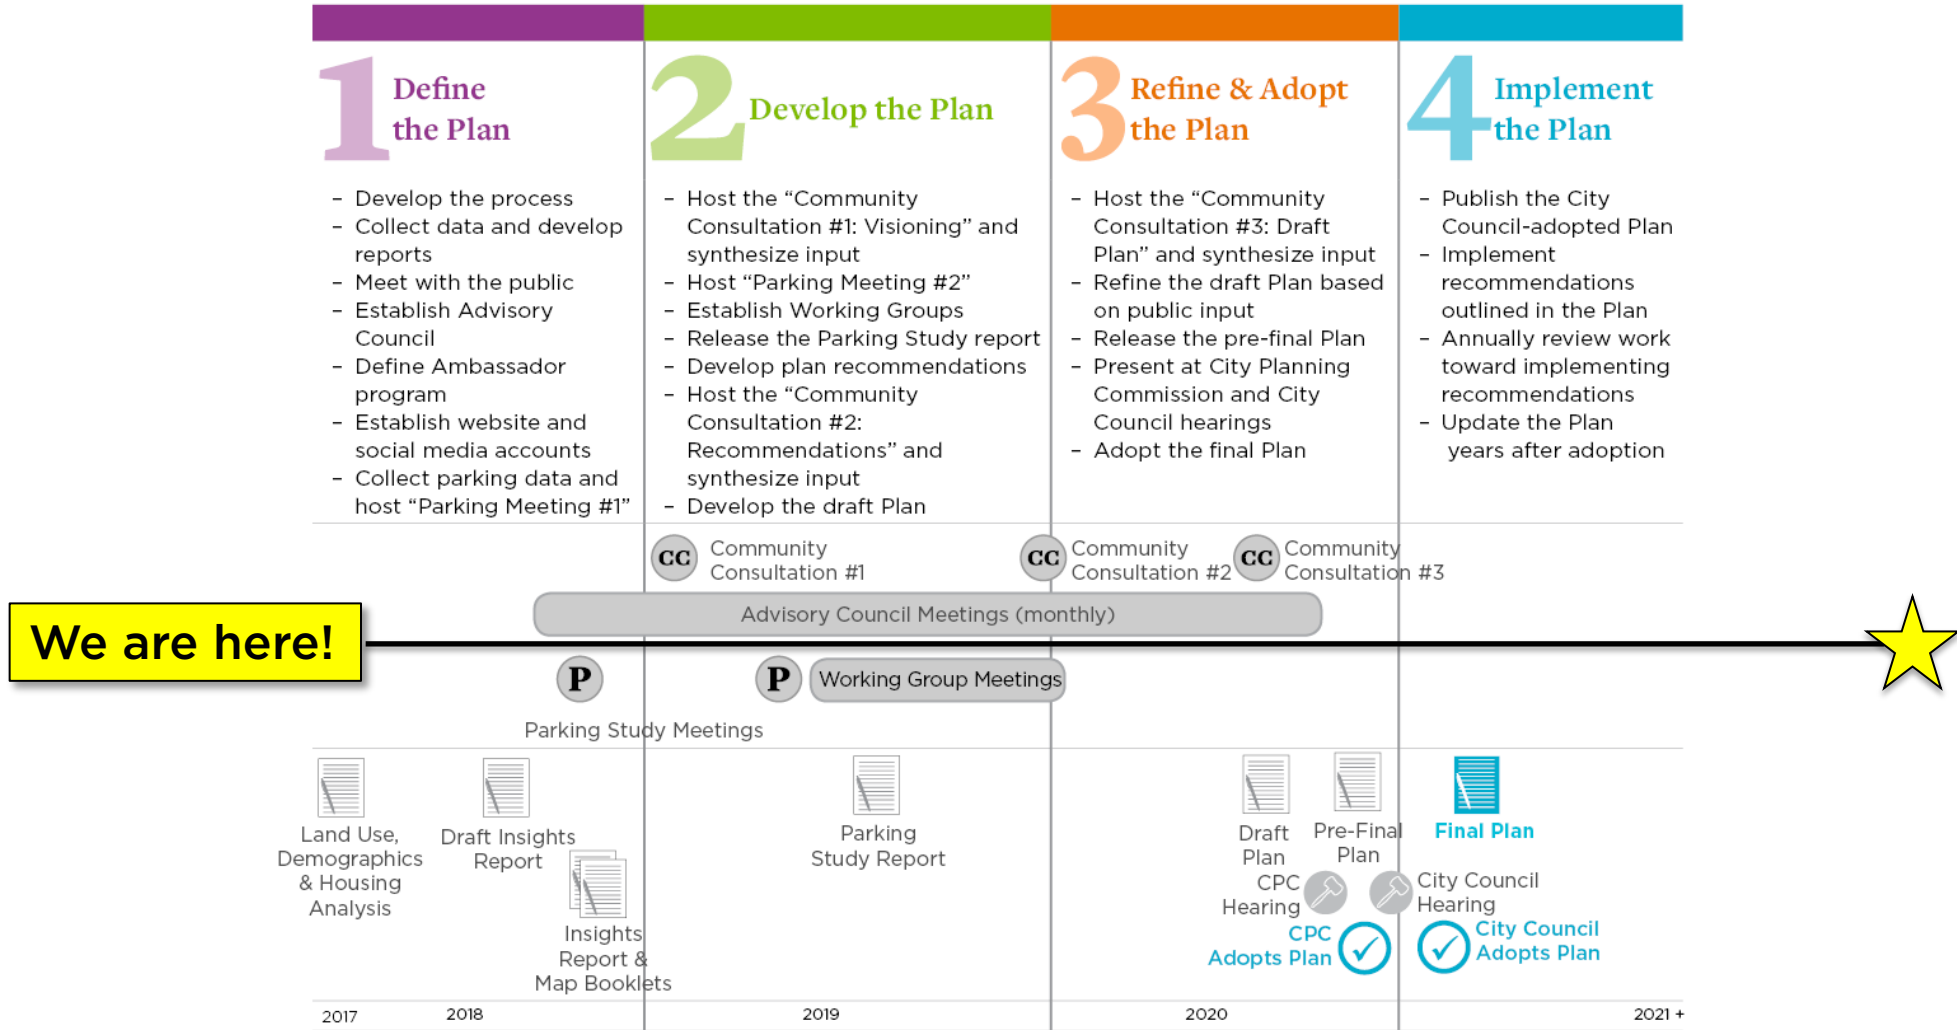 1 Define
the Plan
– Develop the process
– Collect data and develop
reports
– Meet with the public
– Establish Advisory
Council
– Define Ambassador
program
– Establish website and
social media accounts
– Collect parking data and
host “Parking Meeting #1”
2 Develop the Plan
– Host the “Community
Consultation #1: Visioning” and
synthesize input
– Host “Parking Meeting #2”
– Establish Working Groups
– Release the Parking Study report
– Develop plan recommendations
– Host the “Community
Consultation #2:
Recommendations” and
synthesize input
– Develop the draft Plan
3 Refine & Adopt
the Plan
– Host the “Community
Consultation #3: Draft
Plan” and synthesize input
– Refine the draft Plan based
on public input
– Release the pre-final Plan
– Present at City Planning
Commission and City
Council hearings
– Adopt the final Plan
4 Implement
the Plan
– Publish the City
Council-adopted Plan
– Implement
recommendations
outlined in the Plan
– Annually review work
toward implementing
recommendations
– Update the Plan
years after adoption
CC Community
Consultation #1
CC Community
Consultation #2
CC Community
Consultation #3
Advisory Council Meetings (monthly)
We are here!
P
P
Working Group Meetings
Parking Study Meetings
Land Use,
Demographics
& Housing
Analysis
Draft Insights
Report
Insights
Report &
Map Booklets
Parking
Study Report
Draft
Plan
Pre-Final
Plan
Final Plan
CPC
Hearing
City Council
Hearing
CPC
Adopts Plan
City Council
Adopts Plan
2017
2018
2019
2020
2021 +